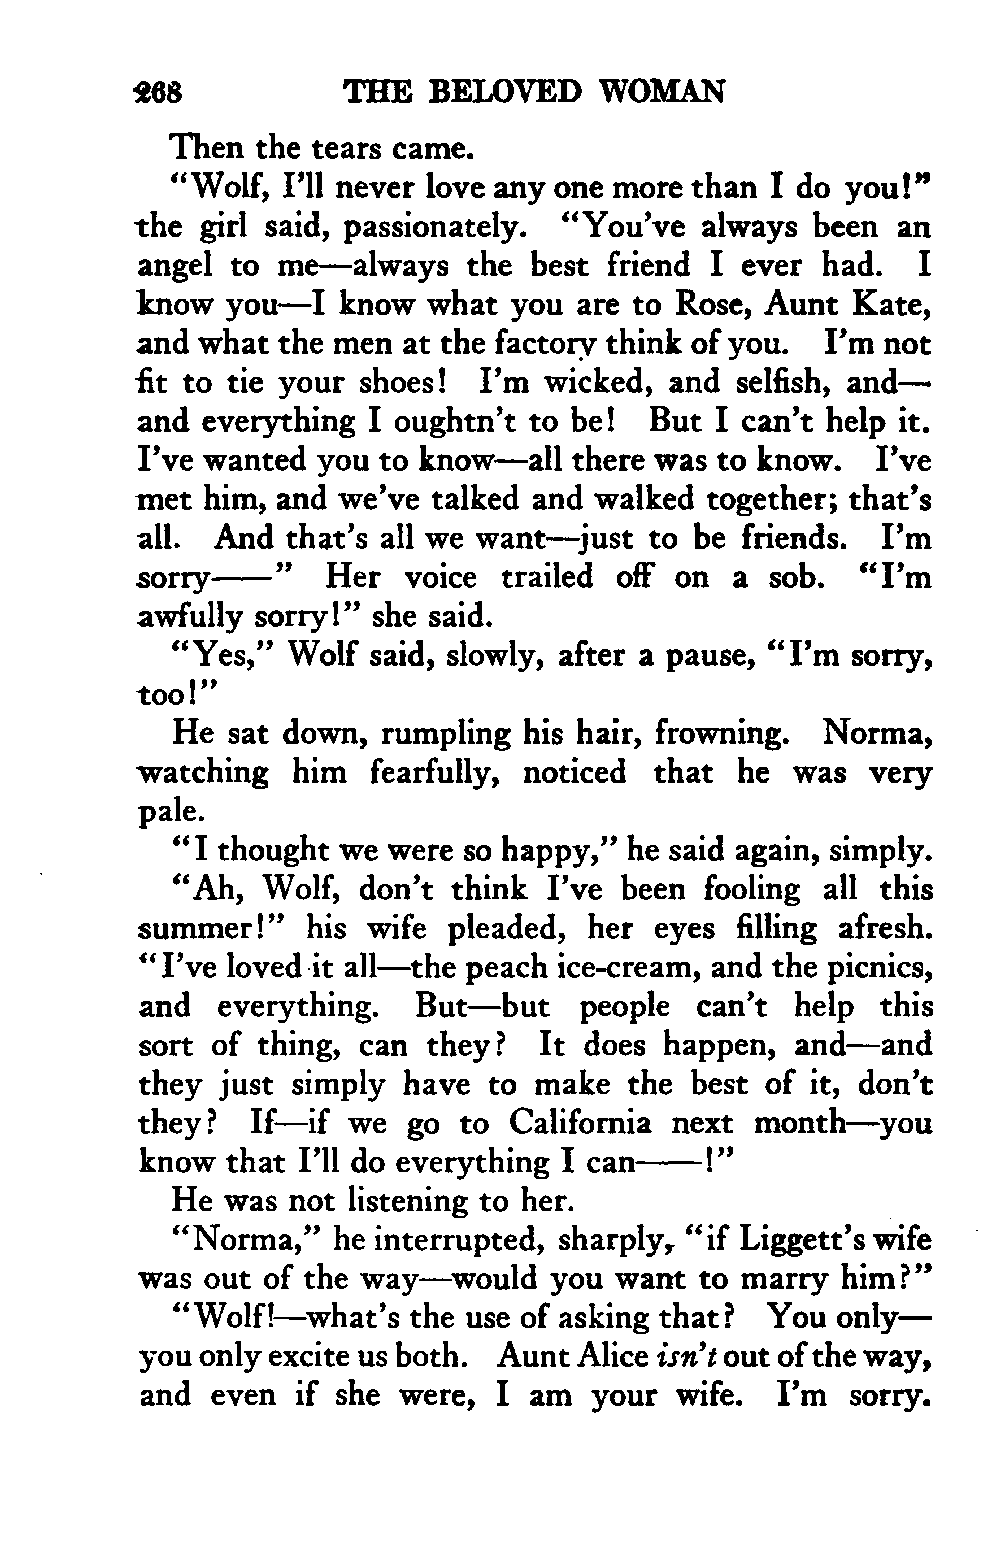 268 THE BELOVED WOMAN
Then the tears came.
“Wolf, I’ll never love any one more than I do you!”
the girl said, passionately. “You’ve always been an
angel to me—always the best friend I ever had. I
know you—I know what you are to Rose, Aunt Kate,
and what the men at the factory think of you. I’m not
fit to tie your shoes! I’m wicked, and selfish, and—
and everything I oughtn’t to be! But I can’t help it.
I’ve wanted you to know—all there was to know. I’ve
met him, and we’ve talked and walked together; that’s
all. And that’s all we want—just to be friends. I’m
sorry——” Her voice trailed off on a sob. “I’m
awfully sorry!” she said.
“Yes,” Wolf said, slowly, after a pause, “I’m sorry,
too!”
He sat down, rumpling his hair, frowning. Norma,
watching him fearfully, noticed that he was very
pale.
“I thought we were so happy,” he said again, simply.
“Ah, Wolf, don’t think I’ve been fooling all this
summer!” his wife pleaded, her eyes filling afresh.
“I’ve loved it all—the peach ice-cream, and the picnics,
and everything. But—but people can’t help this
sort of thing, can they? It does happen, and—and
they just simply have to make the best of it, don’t
they? If—if we go to California next month—you
know that I’ll do everything I can——!”
He was not listening to her.
“Norma,” he interrupted, sharply, “if Liggett’s wife
was out of the way—would you want to marry him?”
“Wolf!—what’s the use of asking that? You only—
you only excite us both. Aunt Alice isn’t out of the way,
and even if she were, I am your wife. I’m sorry.